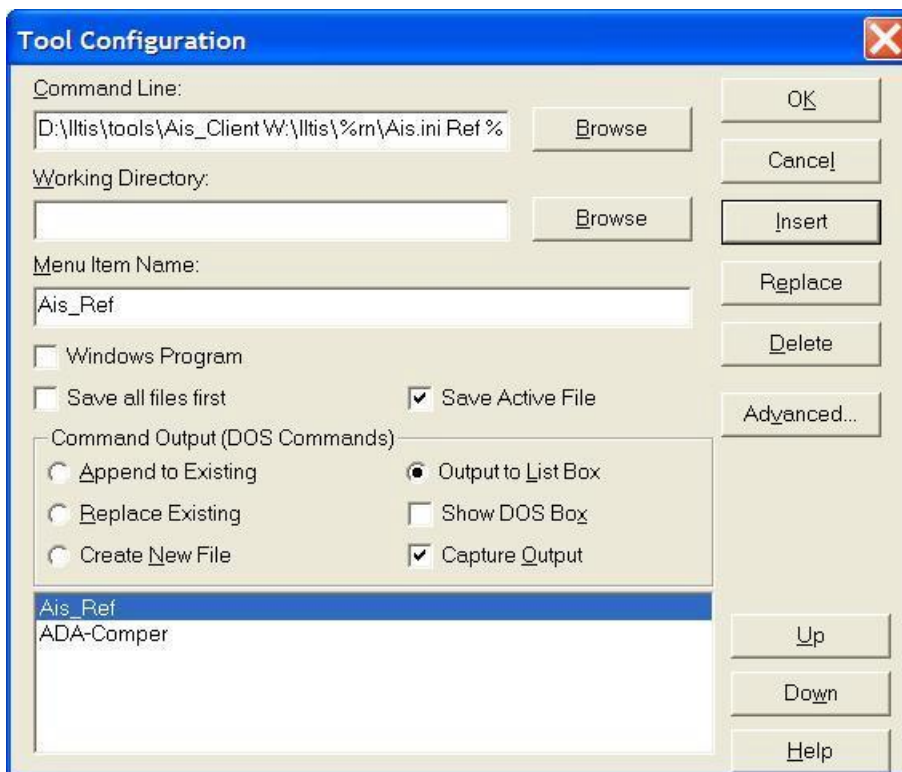 Tool Configuration
Command Line:
D:\Iltis\tools\Ais_Client W:\Iltis\%rn\Ais.ini Ref %
Browse
Working Directory:
Browse
Menu Item Name:
Ais_Ref
Windows Program
Save all files first
Save Active File
Command Output (DOS Commands)
Append to Existing
Output to List Box
Replace Existing
Show DOS Box
Create New File
Capture Output
Ais_Ref
ADA-Comper
OK
Cancel
Insert
Replace
Delete
Advanced...
Up
Down
Help